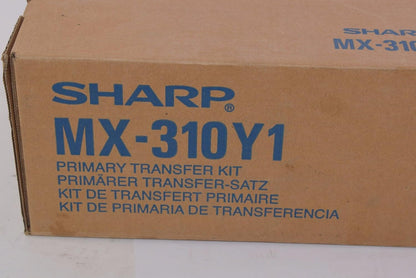 SHARP
MX-310
SHARP®
MX-310Y1
PRIMARY TRANSFER KIT
PRIMÄRER TRANSFER-SATZ
KIT DE TRANSFERT PRIMAIRE
KIT DE PRIMARIA DE TRANSFERENCIA